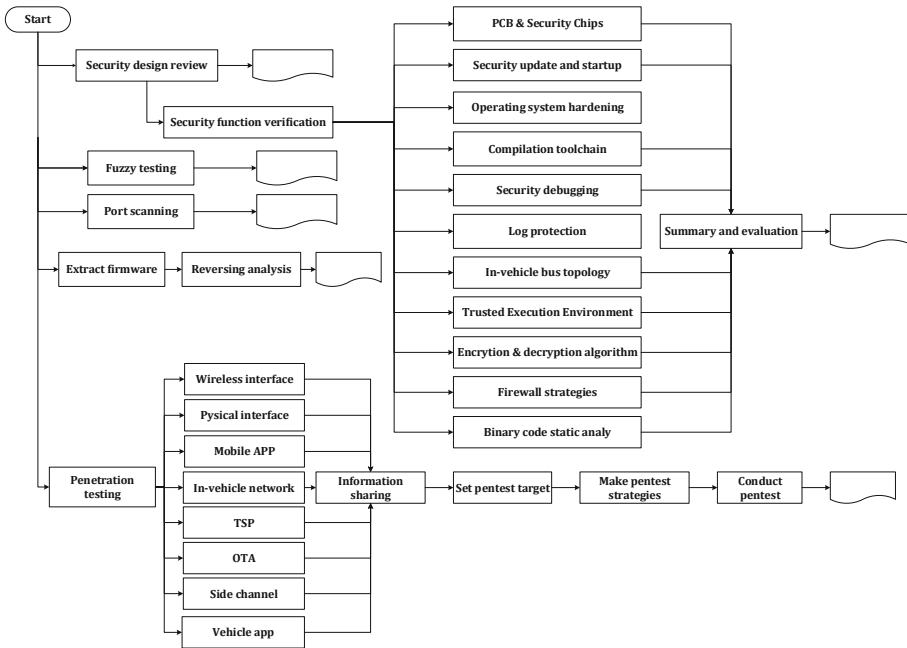 Start
Security design review
Security function verification
Fuzzy testing
Port scanning
Extract firmware
Reversing analysis
PCB & Security Chips
Security update and startup
Operating system hardening
Compilation toolchain
Security debugging
Log protection
In-vehicle bus topology
Trusted Execution Environment
Encrytion & decryption algorithm
Firewall strategies
Binary code static analy
Summary and evaluation
Penetration
testing
Wireless interface
Pysical interface
Mobile APP
In-vehicle network
TSP
OTA
Side channel
Vehicle app
Information
sharing
Set pentest target
Make pentest
strategies
Conduct
pentest